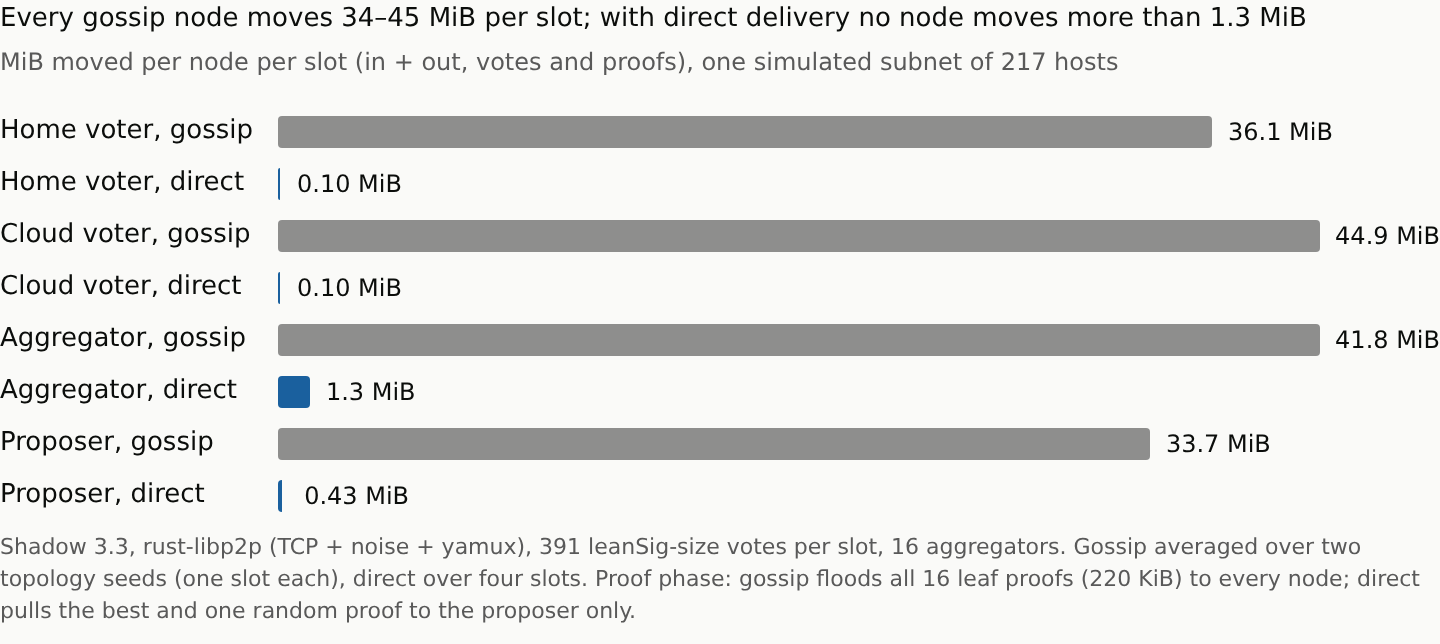 Every gossip node moves 34–45 MiB per slot; with direct delivery no node moves more than 1.3 MiB
MiB moved per node per slot (in + out, votes and proofs), one simulated subnet of 217 hosts
Home voter, gossip 36.1 MiB
Home voter, direct 0.10 MiB
Cloud voter, gossip 44.9 MiB
Cloud voter, direct 0.10 MiB
Aggregator, gossip 41.8 MiB
Aggregator, direct 1.3 MiB
Proposer, gossip 33.7 MiB
Proposer, direct 0.43 MiB
Shadow 3.3, rust-libp2p (TCP + noise + yamux), 391 leanSig-size votes per slot, 16 aggregators. Gossip averaged over two
topology seeds (one slot each), direct over four slots. Proof phase: gossip floods all 16 leaf proofs (220 KiB) to every node; direct
pulls the best and one random proof to the proposer only.